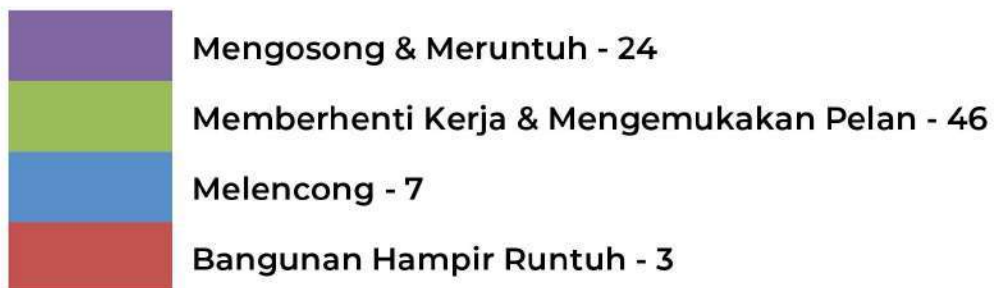 Mengosong & Meruntuh - 24
Memberhenti Kerja & Mengemukakan Pelan - 46
Melencong - 7
Bangunan Hampir Runtuh - 3